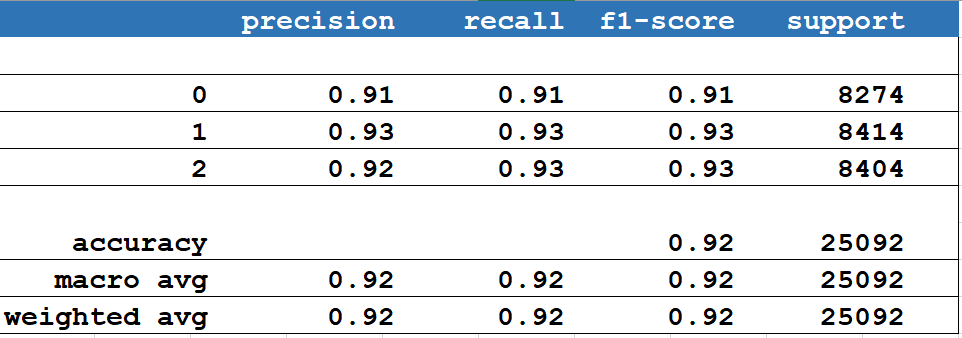 precision recall f1-score support
0 0.91 0.91 0.91 8274
1 0.93 0.93 0.93 8414
2 0.92 0.93 0.93 8404
accuracy 0.92 25092
macro avg 0.92 0.92 0.92 25092
weighted avg 0.92 0.92 0.92 25092